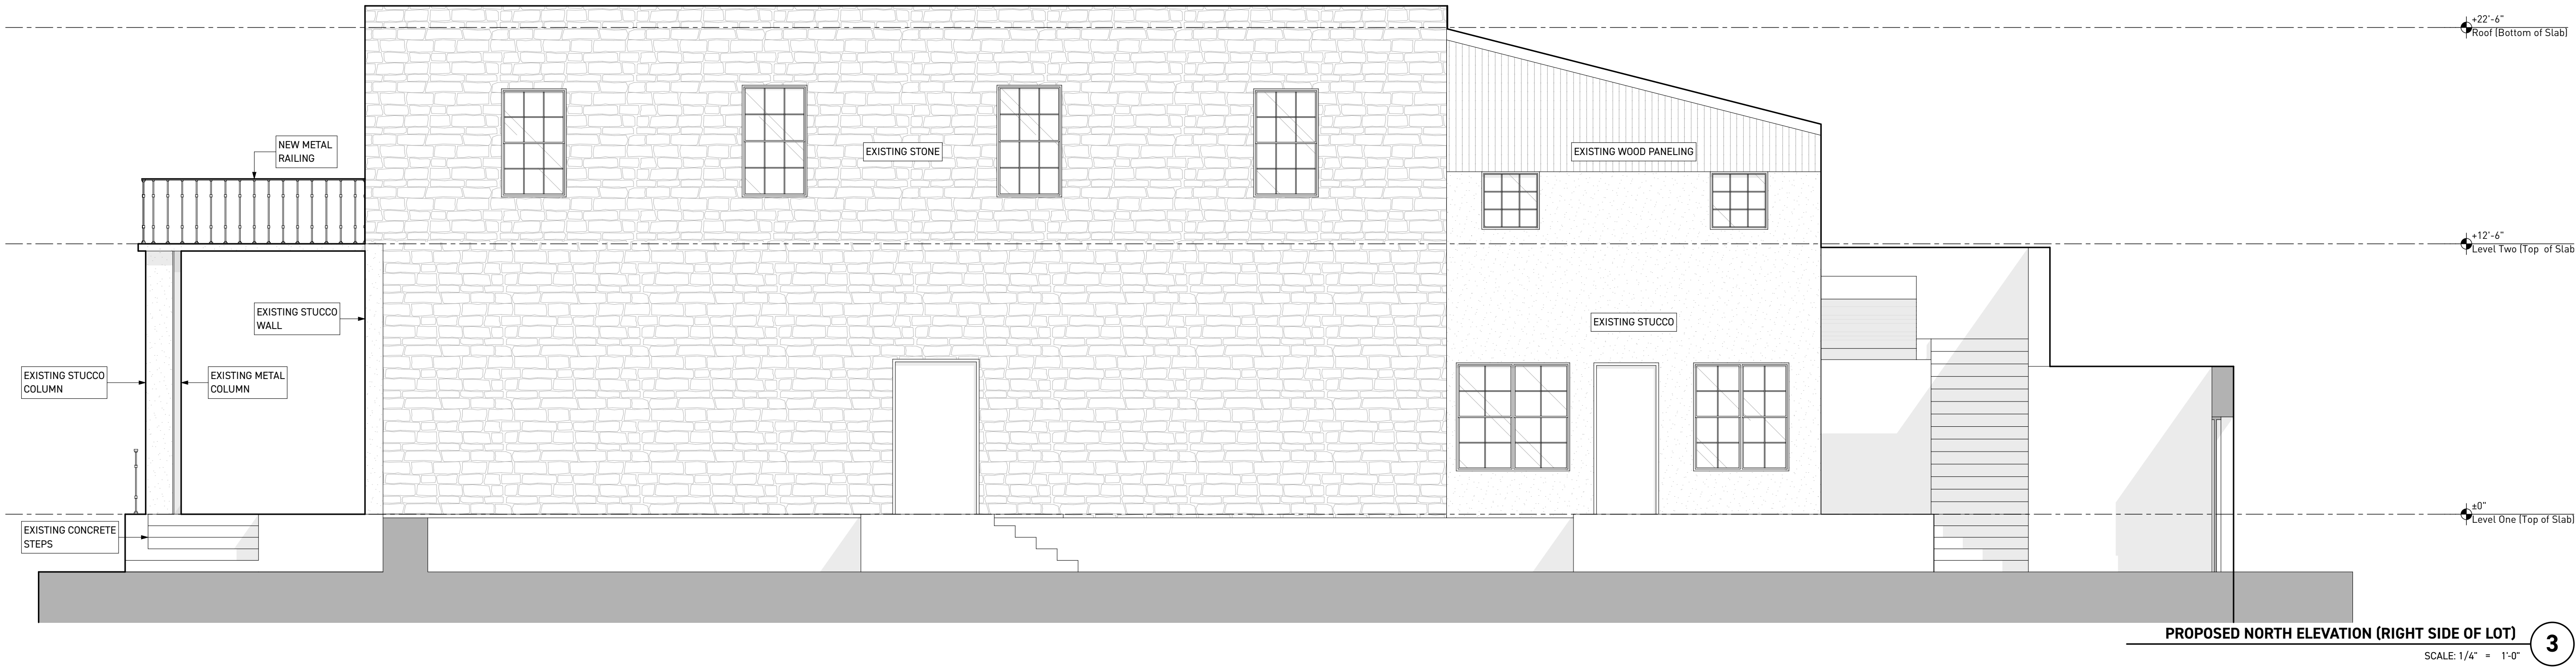 +22'-6"
Roof (Bottom of Slab)
NEW METAL
RAILING
EXISTING STONE
EXISTING WOOD PANELING
+12'-6"
Level Two (Top of Slab
EXISTING STUCCO
WALL
EXISTING STUCCO
EXISTING STUCCO
COLUMN
EXISTING METAL
COLUMN
±0"
Level One (Top of Slab)
EXISTING CONCRETE
STEPS
PROPOSED NORTH ELEVATION (RIGHT SIDE OF LOT)
3
SCALE: 1/4" = 1'-0"